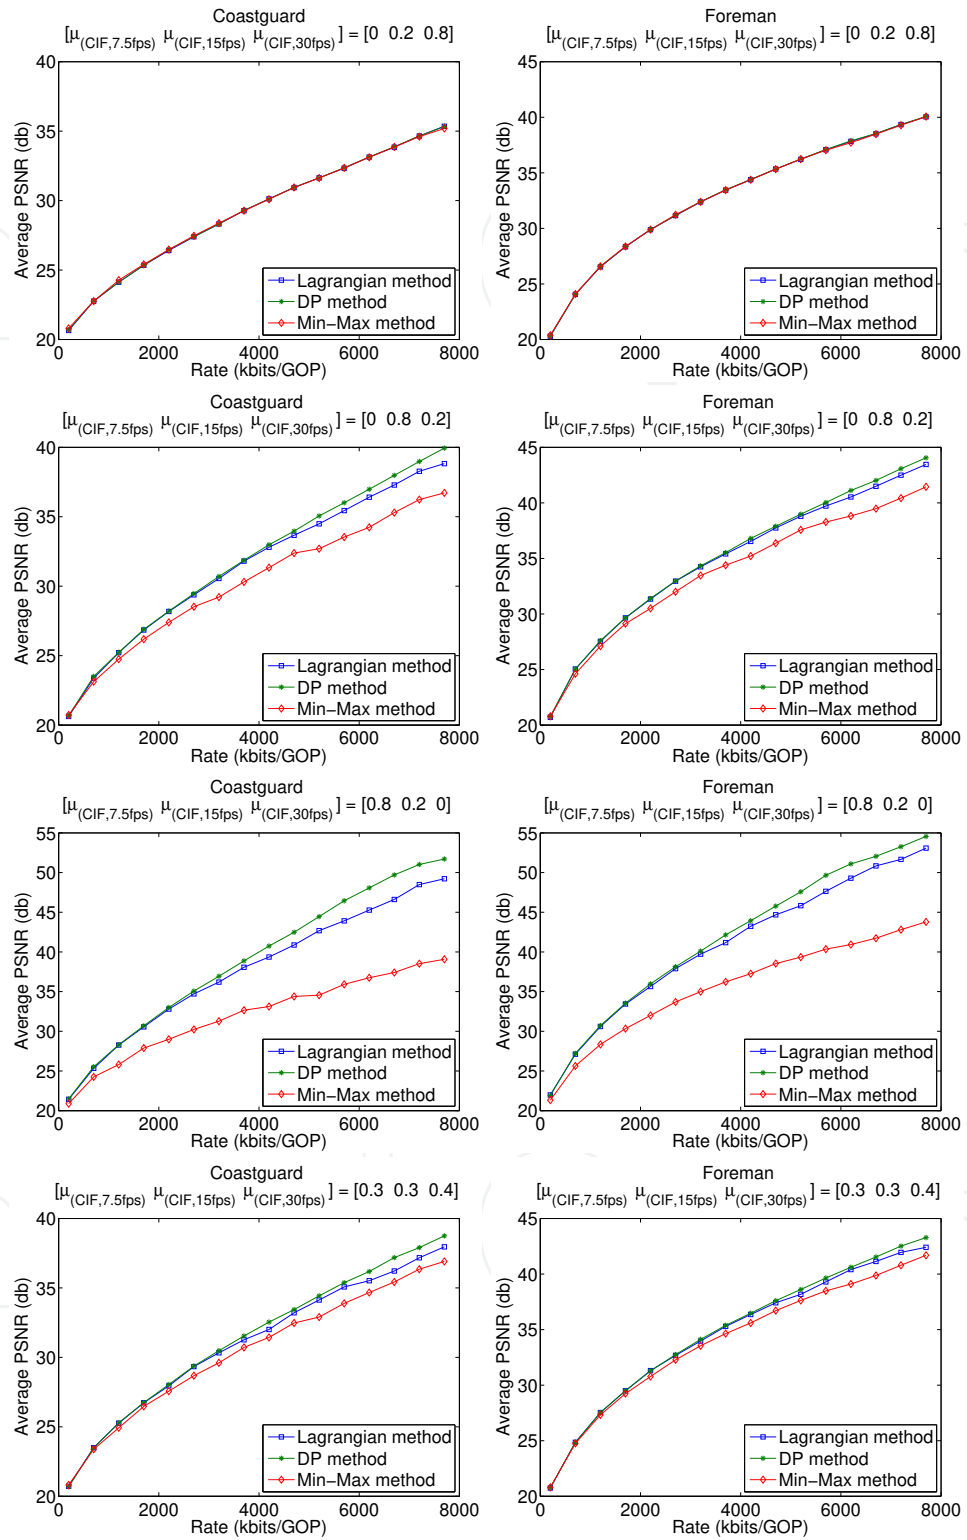 Coastguard
[μ(CIF,7.5fps) μ(CIF,15fps) μ(CIF,30fps)] = [0 0.2 0.8]
40
35
30
25
20
Average PSNR (db)
Lagrangian method
DP method
Min−Max method
0 2000 4000 6000 8000
Rate (kbits/GOP)
Foreman
[μ(CIF,7.5fps) μ(CIF,15fps) μ(CIF,30fps)] = [0 0.2 0.8]
45
40
35
30
25
20
Average PSNR (db)
Lagrangian method
DP method
Min−Max method
0 2000 4000 6000 8000
Rate (kbits/GOP)
Coastguard
[μ(CIF,7.5fps) μ(CIF,15fps) μ(CIF,30fps)] = [0 0.8 0.2]
40
35
30
25
20
Average PSNR (db)
Lagrangian method
DP method
Min−Max method
0 2000 4000 6000 8000
Rate (kbits/GOP)
Foreman
[μ(CIF,7.5fps) μ(CIF,15fps) μ(CIF,30fps)] = [0 0.8 0.2]
45
40
35
30
25
20
Average PSNR (db)
Lagrangian method
DP method
Min−Max method
0 2000 4000 6000 8000
Rate (kbits/GOP)
Coastguard
[μ(CIF,7.5fps) μ(CIF,15fps) μ(CIF,30fps)] = [0.8 0.2 0]
55
50
45
40
35
30
25
20
Average PSNR (db)
Lagrangian method
DP method
Min−Max method
0 2000 4000 6000 8000
Rate (kbits/GOP)
Foreman
[μ(CIF,7.5fps) μ(CIF,15fps) μ(CIF,30fps)] = [0.8 0.2 0]
55
50
45
40
35
30
25
20
Average PSNR (db)
Lagrangian method
DP method
Min−Max method
0 2000 4000 6000 8000
Rate (kbits/GOP)
Coastguard
[μ(CIF,7.5fps) μ(CIF,15fps) μ(CIF,30fps)] = [0.3 0.3 0.4]
40
35
30
25
20
Average PSNR (db)
Lagrangian method
DP method
Min−Max method
0 2000 4000 6000 8000
Rate (kbits/GOP)
Foreman
[μ(CIF,7.5fps) μ(CIF,15fps) μ(CIF,30fps)] = [0.3 0.3 0.4]
45
40
35
30
25
20
Average PSNR (db)
Lagrangian method
DP method
Min−Max method
0 2000 4000 6000 8000
Rate (kbits/GOP)